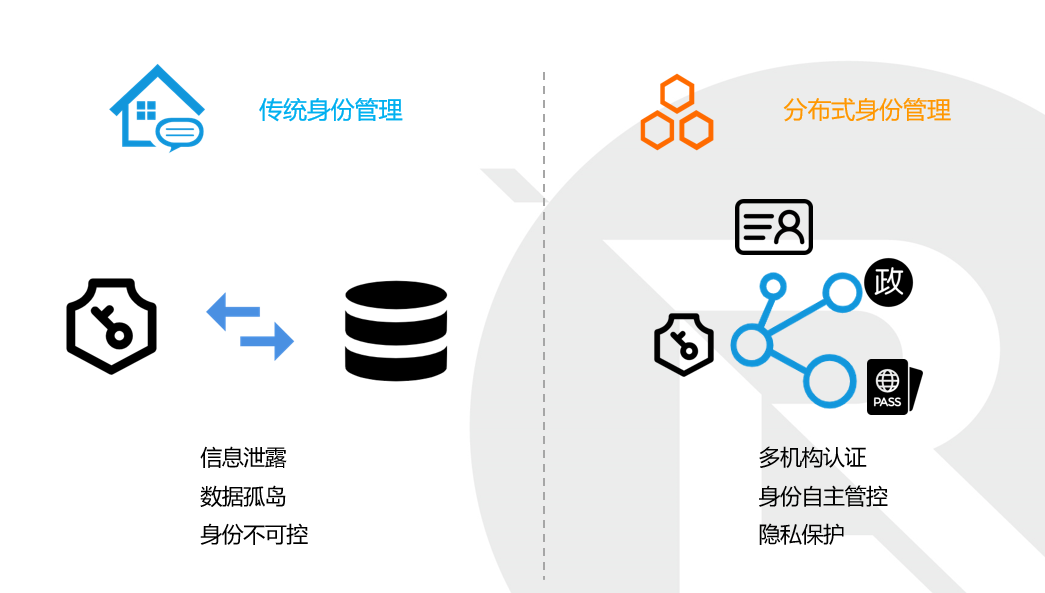 传统身份管理
信息泄露
数据孤岛
身份不可控
分布式身份管理
政
PASS
多机构认证
身份自主管控
隐私保护